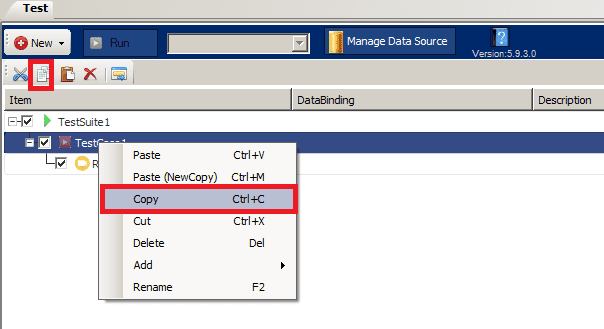 Test
New
Run
Manage Data Source
Version:5.9.3.0
Item DataBinding Description
TestSuite1
TestCase1
R
Paste Ctrl+V
Paste (NewCopy) Ctrl+M
Copy Ctrl+C
Cut Ctrl+X
Delete Del
Add
Rename F2